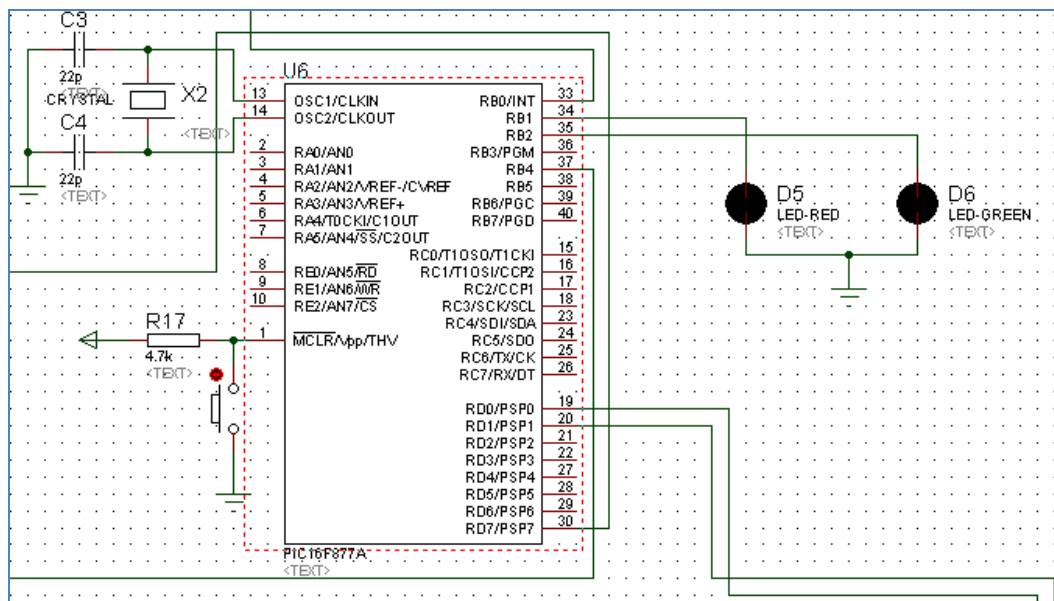 C3
22p
<TEXT>
CRYSTAL
X2
<TEXT>
C4
22p
<TEXT>
U6
13 OSC1/CLKIN
14 OSC2/CLKOUT
2 RA0/AN0
3 RA1/AN1
4 RA2/AN2/VREF-/CVREF
5 RA3/AN3/VREF+
6 RA4/T0CKI/C1OUT
7 RA5/AN4/SS/C2OUT
8 RE0/AN5/RD
9 RE1/AN6/WR
10 RE2/AN7/CS
1 MCLR/Vpp/THV
RB0/INT 33
RB1 34
RB2 35
RB3/PGM 36
RB4 37
RB5 38
RB6/PGC 39
RB7/PGD 40
RC0/T1OSO/T1CKI 15
RC1/T1OSI/CCP2 16
RC2/CCP1 17
RC3/SCK/SCL 18
RC4/SDI/SDA 23
RC5/SDO 24
RC6/TX/CK 25
RC7/RX/DT 26
RD0/PSP0 19
RD1/PSP1 20
RD2/PSP2 21
RD3/PSP3 22
RD4/PSP4 27
RD5/PSP5 28
RD6/PSP6 29
RD7/PSP7 30
PIC16F877A
<TEXT>
R17
4.7k
<TEXT>
D5
LED-RED
<TEXT>
D6
LED-GREEN
<TEXT>